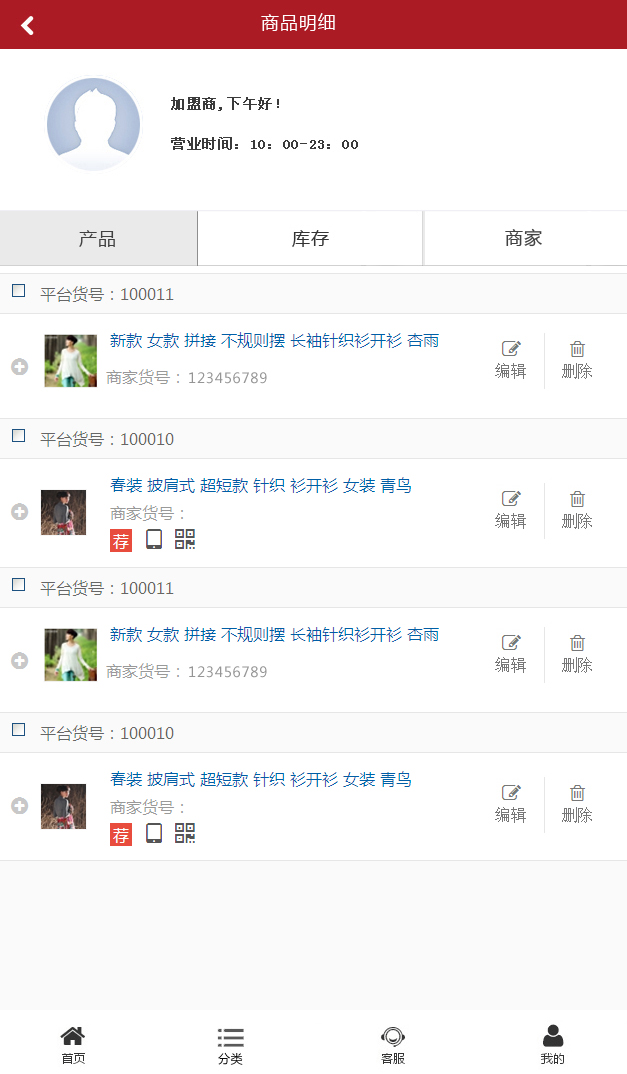 商品明细
加盟商,下午好!
营业时间：10：00-23：00
产品 库存 商家
平台货号：100011
新款 女款 拼接 不规则摆 长袖针织衫开衫 杳雨
商家货号：123456789
编辑 删除
平台货号：100010
春装 披肩式 超短款 针织 衫开衫 女装 青鸟
商家货号：
荐
编辑 删除
平台货号：100011
新款 女款 拼接 不规则摆 长袖针织衫开衫 杳雨
商家货号：123456789
编辑 删除
平台货号：100010
春装 披肩式 超短款 针织 衫开衫 女装 青鸟
商家货号：
荐
编辑 删除
首页 分类 客服 我的